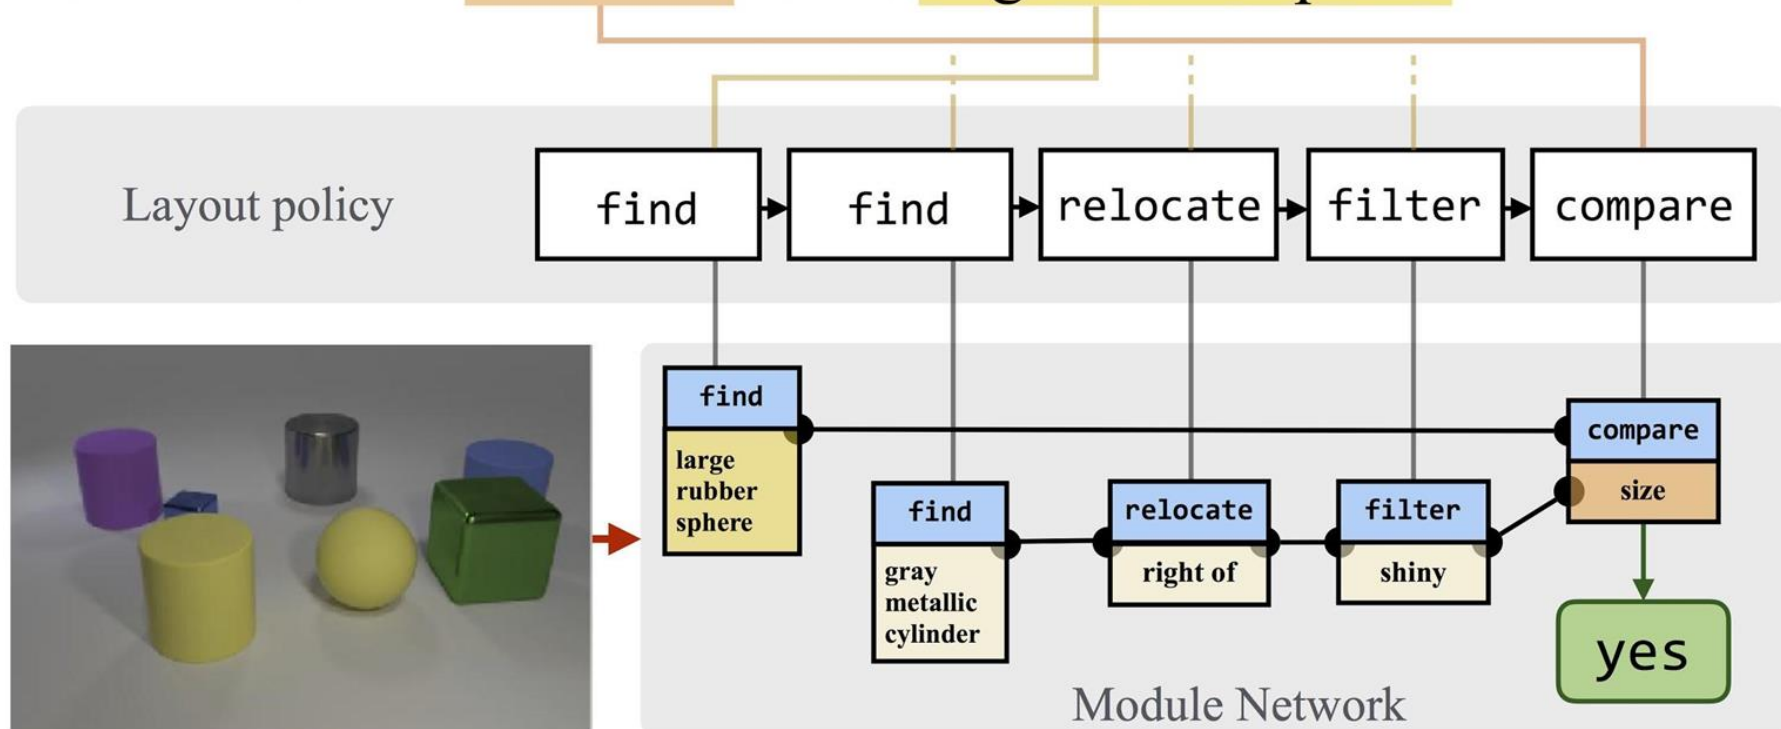 Layout policy
find
find
relocate
filter
compare
find
large
rubber
sphere
find
gray
metallic
cylinder
relocate
right of
filter
shiny
compare
size
yes
Module Network